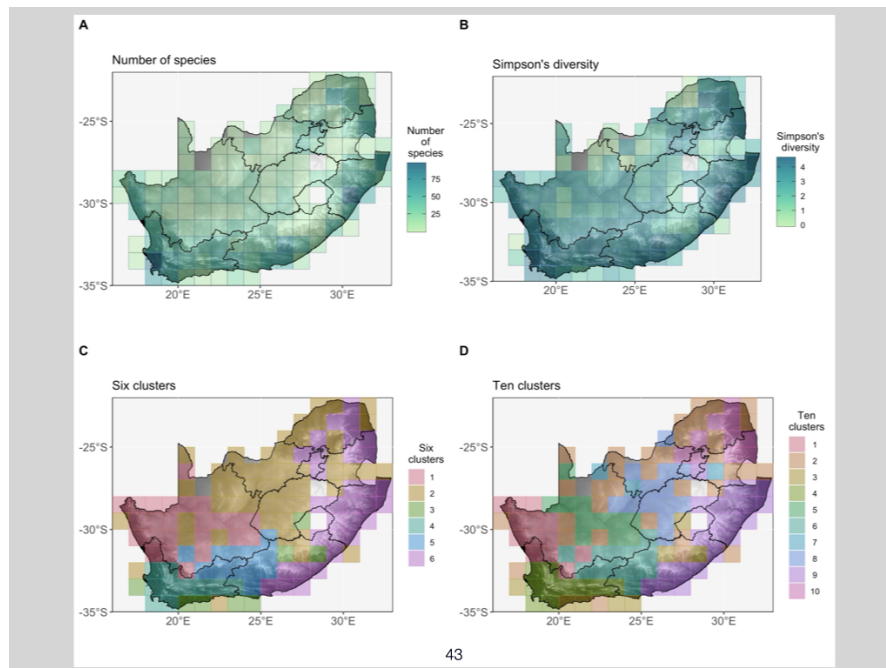 A
B
Number of species
Simpson's diversity
-25°S
-30°S
-35°S
20°E
25°E
30°E
Number
of
species
75
50
25
-25°S
-30°S
-35°S
20°E
25°E
30°E
Simpson's
diversity
4
3
2
1
0
C
D
Six clusters
Ten clusters
-25°S
-30°S
-35°S
20°E
25°E
30°E
Six
clusters
1
2
3
4
5
6
-25°S
-30°S
-35°S
20°E
25°E
30°E
Ten
clusters
1
2
3
4
5
6
7
8
9
10
43